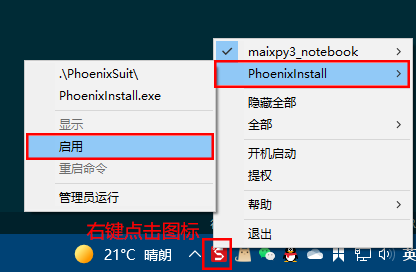 maixpy3_notebook
PhoenixInstall
隐藏全部
全部
开机启动
提权
帮助
退出
.\PhoenixSuit\
PhoenixInstall.exe
显示
启用
重启命令
管理员运行
右键点击图标
21°C 晴朗
S
英